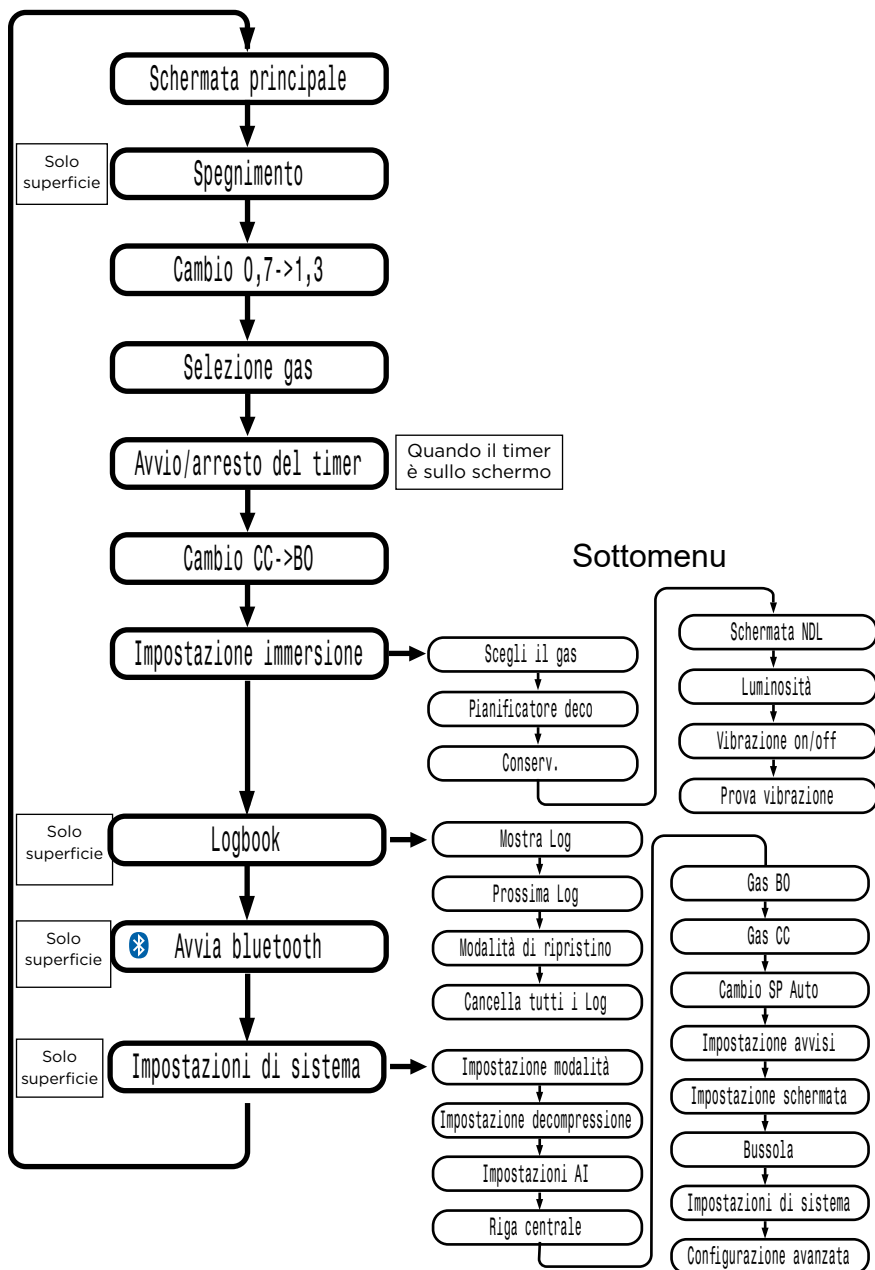 Schermata principale
Solo
superficie
Spegnimento
Cambio 0,7->1,3
Selezione gas
Avvio/arresto del timer
Quando il timer
è sullo schermo
Cambio CC->BO
Impostazione immersione
Solo
superficie
Logbook
Solo
superficie
Avvia bluetooth
Solo
superficie
Impostazioni di sistema
Sottomenu
Scegli il gas
Pianificatore deco
Conserv.
Schermata NDL
Luminosità
Vibrazione on/off
Prova vibrazione
Mostra Log
Prossima Log
Modalità di ripristino
Cancella tutti i Log
Impostazione modalità
Impostazione decompressione
Impostazioni AI
Riga centrale
Gas BO
Gas CC
Cambio SP Auto
Impostazione avvisi
Impostazione schermata
Bussola
Impostazioni di sistema
Configurazione avanzata